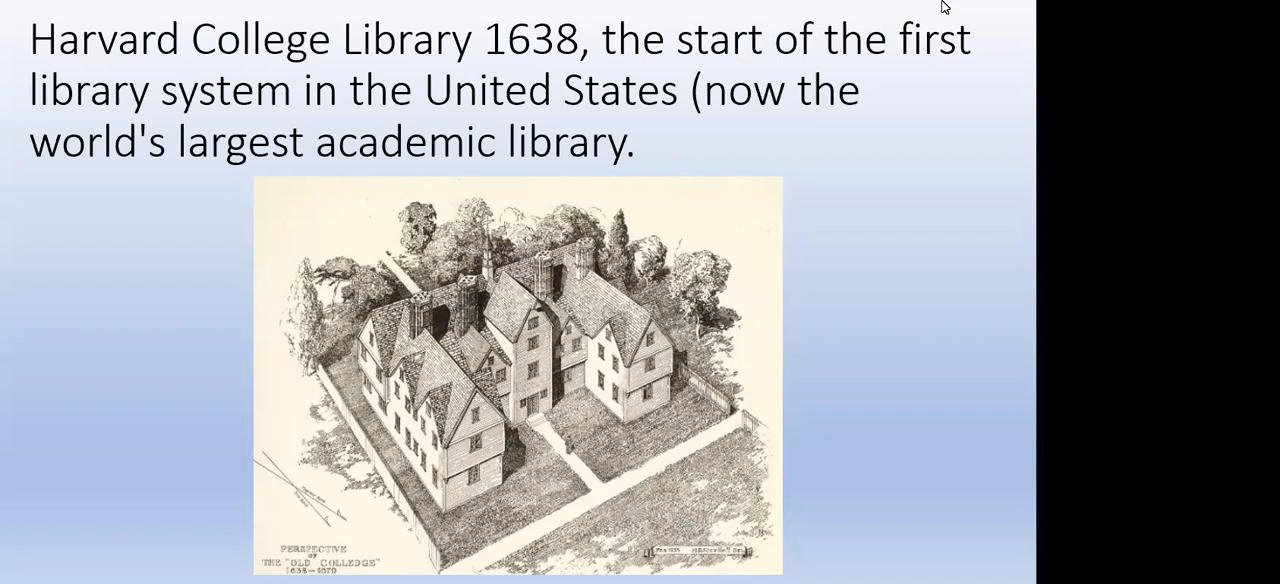 Harvard College Library 1638, the start of the first
library system in the United States (now the
world's largest academic library.
PERSPECTIVE
OF
THE "OLD COLLEDGE"
1638–1670